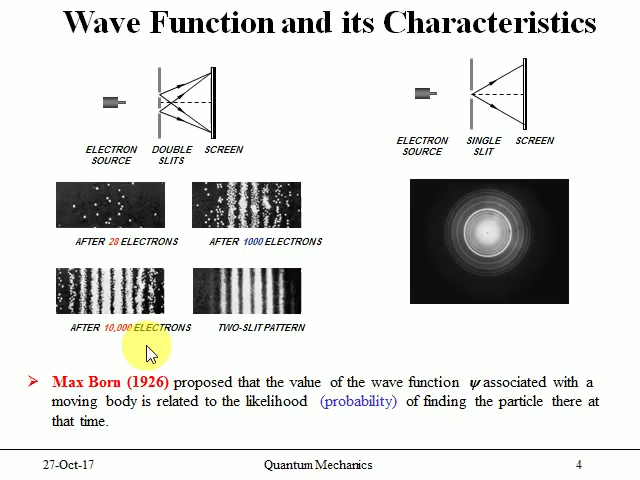 Wave Function and its Characteristics
ELECTRON
SOURCE
DOUBLE
SLITS
SCREEN
ELECTRON
SOURCE
SINGLE
SLIT
SCREEN
AFTER 28 ELECTRONS
AFTER 1000 ELECTRONS
AFTER 10,000 ELECTRONS
TWO-SLIT PATTERN
Max Born (1926) proposed that the value of the wave function ψ associated with a
moving body is related to the likelihood (probability) of finding the particle there at
that time.
27-Oct-17
Quantum Mechanics
4